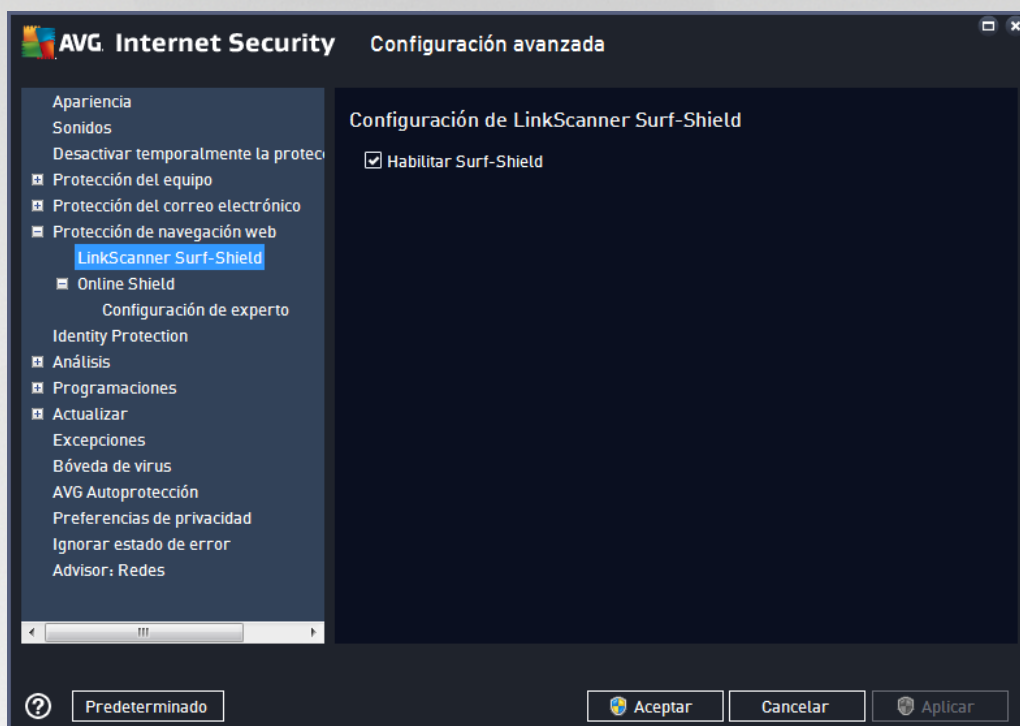 AVG. Internet Security
Configuración avanzada
Apariencia
Sonidos
Desactivar temporalmente la protec
Protección del equipo
Protección del correo electrónico
Protección de navegación web
LinkScanner Surf-Shield
Online Shield
Configuración de experto
Identity Protection
Análisis
Programaciones
Actualizar
Excepciones
Bóveda de virus
AVG Autoprotección
Preferencias de privacidad
Ignorar estado de error
Advisor: Redes
Configuración de LinkScanner Surf-Shield
Habilitar Surf-Shield
Predeterminado
Aceptar
Cancelar
Aplicar